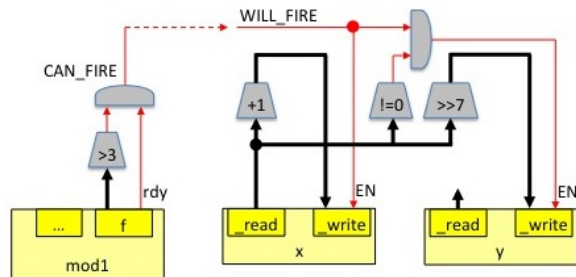 WILL_FIRE
CAN_FIRE
+1
!=0
>>7
>3
rdy
EN
EN
...
f
_read
_write
_read
_write
mod1
x
y